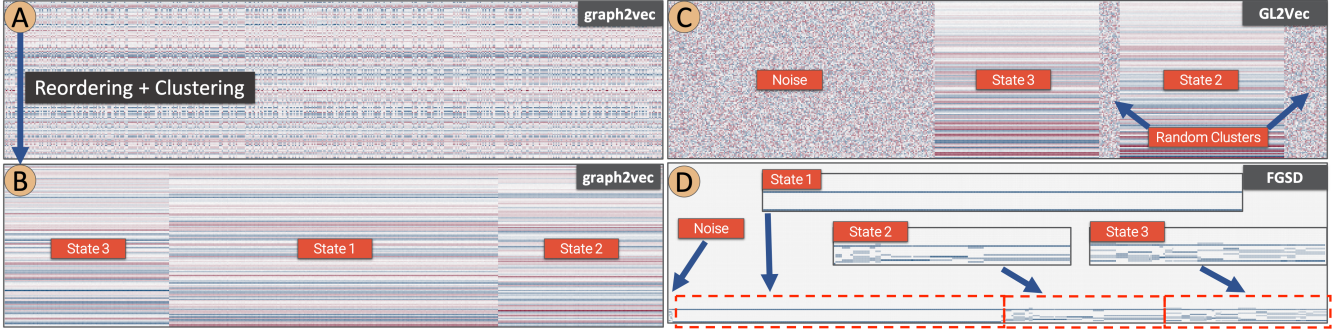 A
graph2vec
Reordering + Clustering
B
graph2vec
State 3
State 1
State 2
C
GL2Vec
Noise
State 3
State 2
Random Clusters
D
FGSD
State 1
Noise
State 2
State 3